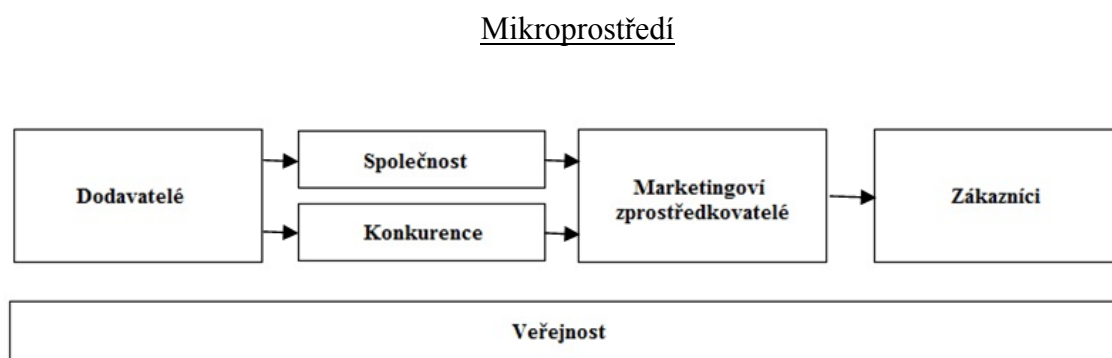 Mikroprostředí
Dodavatelé
Společnost
Konkurence
Marketingoví
zprostředkovatelé
Zákazníci
Veřejnost